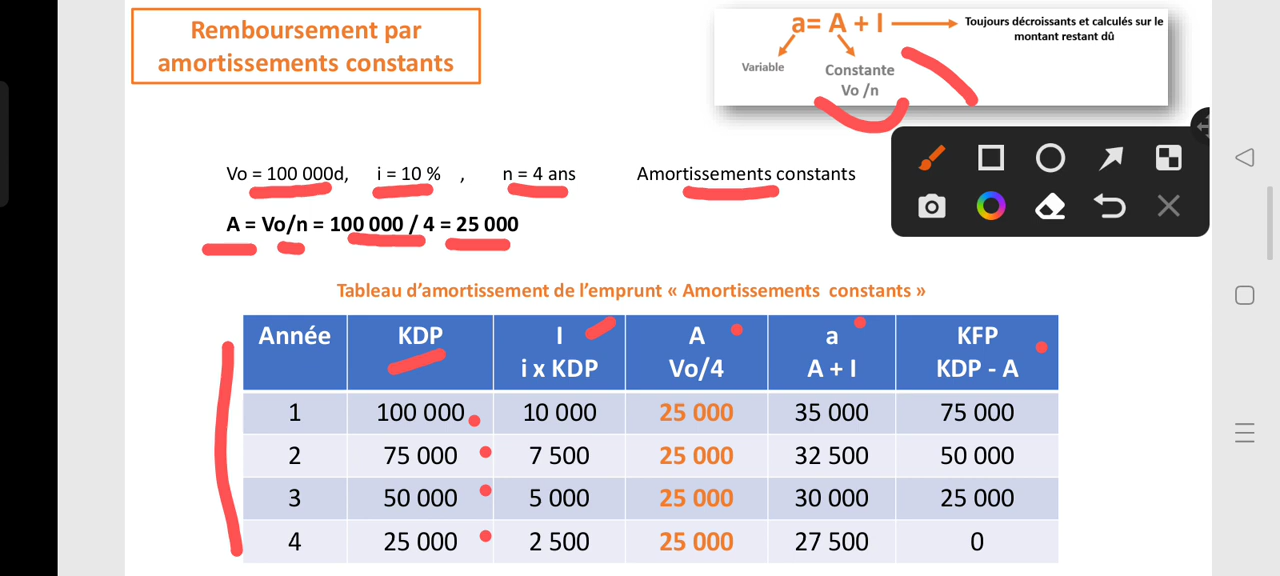 Remboursement par
amortissements constants
a= A + I
Toujours décroissants et calculés sur le
montant restant dû
Variable
Constante
Vo /n
Vo = 100 000d, i = 10 % , n = 4 ans Amortissements constants
A = Vo/n = 100 000 / 4 = 25 000
Tableau d’amortissement de l’emprunt « Amortissements constants »
Année KDP I A a KFP
i x KDP Vo/4 A + I KDP - A
1 100 000 10 000 25 000 35 000 75 000
2 75 000 7 500 25 000 32 500 50 000
3 50 000 5 000 25 000 30 000 25 000
4 25 000 2 500 25 000 27 500 0